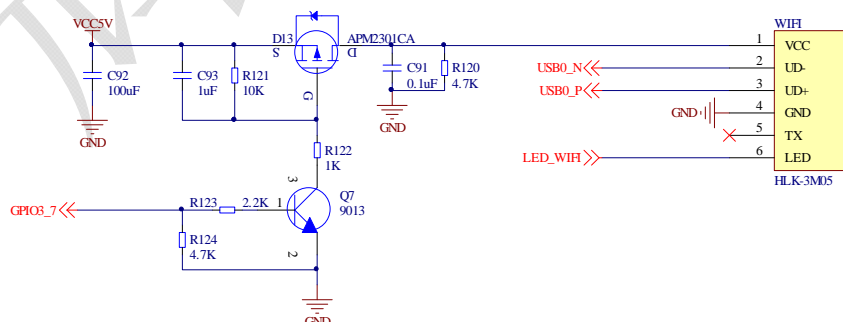 VCC5V
WIFI
D13
APM2301CA
S
D
1
VCC
C92
100uF
C93
1uF
R121
10K
C91
0.1uF
R120
4.7K
USB0_N
2
UD-
USB0_P
3
UD+
G
GND
4
GND
GND
GND
5
TX
R122
1K
LED_WIFI
6
LED
HLK-3M05
3
Q7
9013
GPIO3_7
R123
2.2K
1
R124
4.7K
2
GND